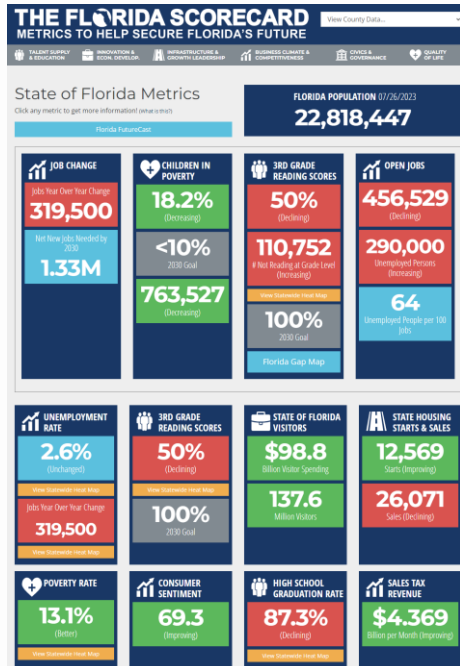 THE FLORIDA SCORECARD
METRICS TO HELP SECURE FLORIDA'S FUTURE
View County Data...
TALENT SUPPLY
& EDUCATION
INNOVATION &
ECON. DEVELOP.
INFRASTRUCTURE &
GROWTH LEADERSHIP
BUSINESS CLIMATE &
COMPETITIVENESS
CIVICS &
GOVERNANCE
QUALITY
OF LIFE
State of Florida Metrics
Click any metric to get more information! (What is this?)
Florida FutureCast
FLORIDA POPULATION 07/26/2023
22,818,447
JOB CHANGE
Jobs Year Over Year Change
319,500
Net New Jobs Needed by
2030
1.33M
CHILDREN IN
POVERTY
18.2%
(Decreasing)
<10%
2030 Goal
763,527
(Decreasing)
3RD GRADE
READING SCORES
50%
(Declining)
110,752
# Not Reading at Grade Level
(Increasing)
View Statewide Heat Map
100%
2030 Goal
Florida Gap Map
OPEN JOBS
456,529
(Declining)
290,000
Unemployed Persons
(Increasing)
64
Unemployed People per 100
Jobs
UNEMPLOYMENT
RATE
2.6%
(Unchanged)
View Statewide Heat Map
Jobs Year Over Year Change
319,500
View Statewide Heat Map
3RD GRADE
READING SCORES
50%
(Declining)
View Statewide Heat Map
100%
2030 Goal
STATE OF FLORIDA
VISITORS
$98.8
Billion Visitor Spending
137.6
Million Visitors
STATE HOUSING
STARTS & SALES
12,569
Starts (Improving)
26,071
Sales (Declining)
POVERTY RATE
13.1%
(Better)
View Statewide Heat Map
CONSUMER
SENTIMENT
69.3
(Improving)
HIGH SCHOOL
GRADUATION RATE
87.3%
(Declining)
View Statewide Heat Map
SALES TAX
REVENUE
$4.369
Billion per Month (Improving)